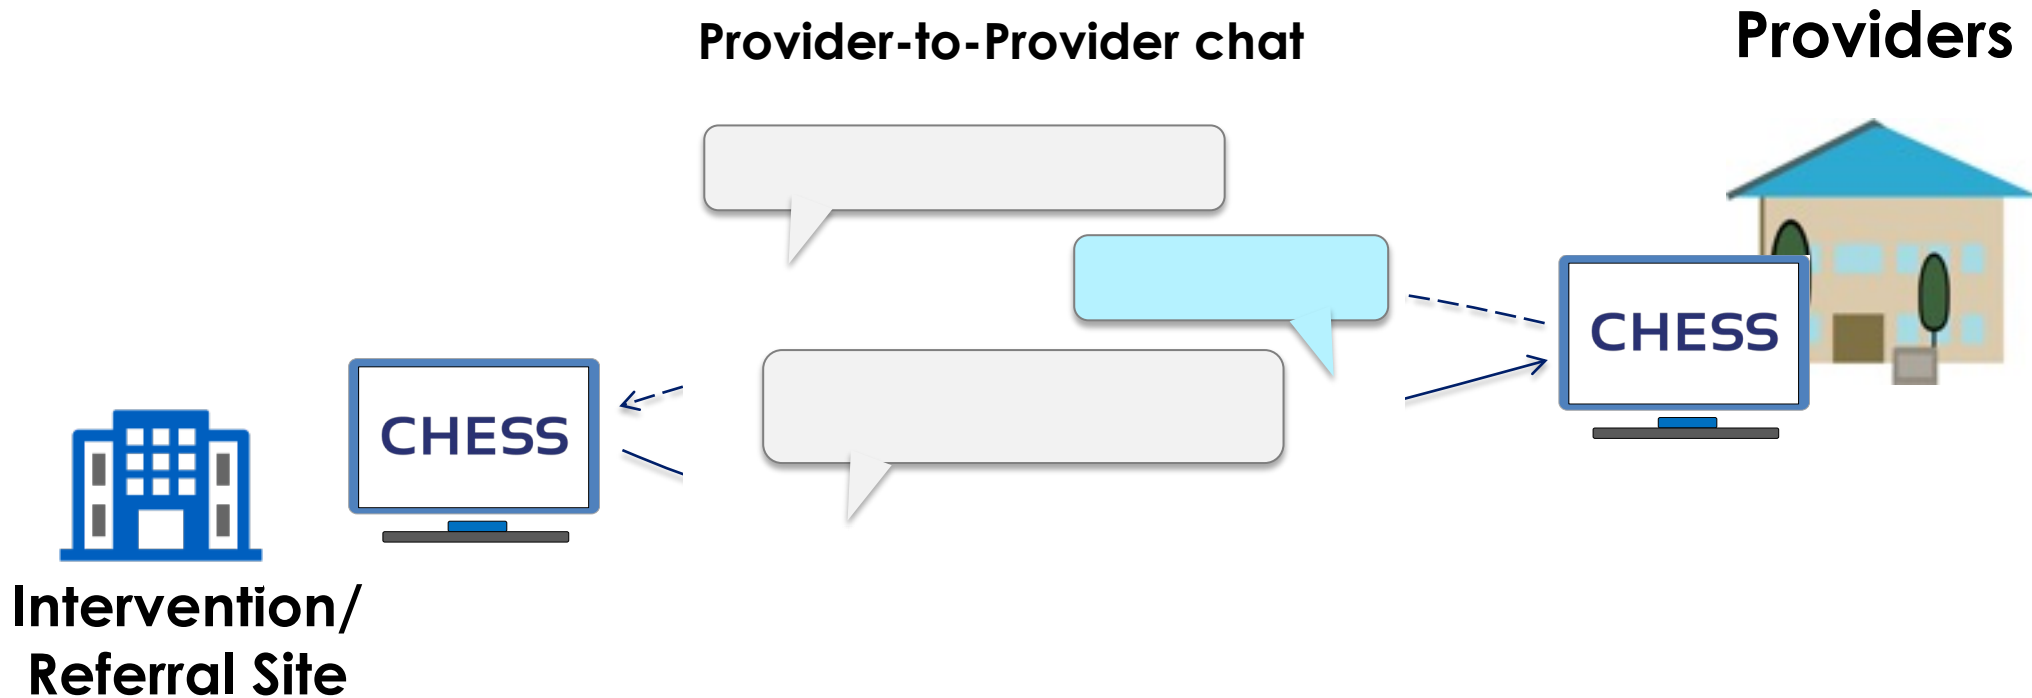 Provider-to-Provider chat
Providers
CHESS
CHESS
Intervention/
Referral Site